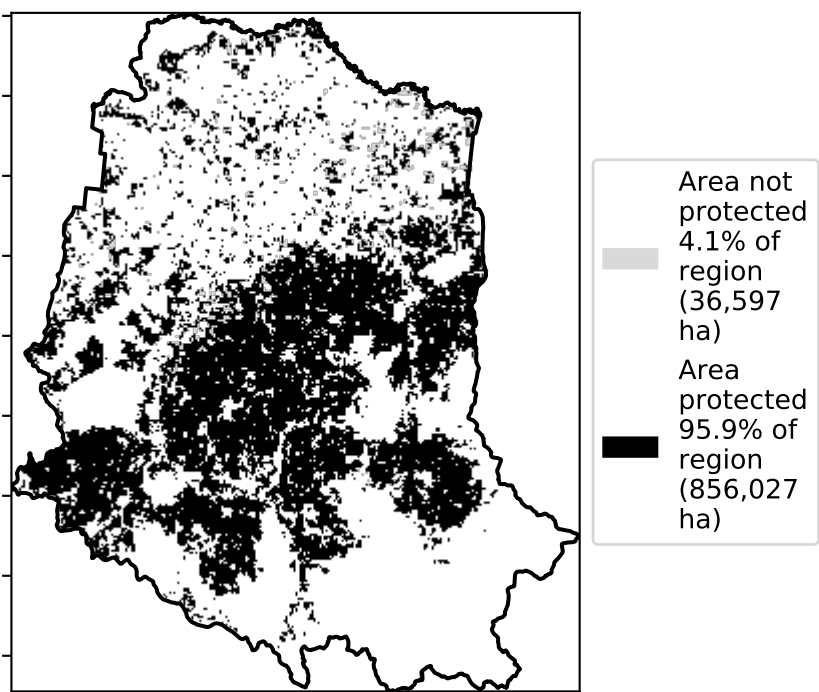 Area not
protected
4.1% of
region
(36,597
ha)
Area
protected
95.9% of
region
(856,027
ha)